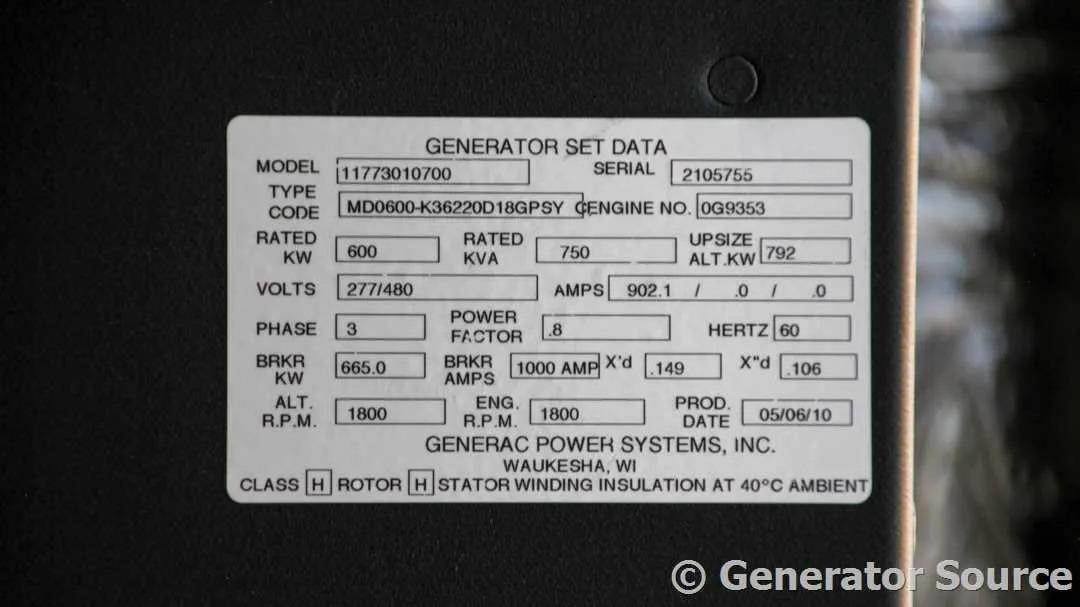 GENERATOR SET DATA
MODEL 11773010700 SERIAL 2105755
TYPE CODE MD0600-K36220D18GPSY C ENGINE NO. 0G9353
RATED KW 600 RATED KVA 750 UPSIZE ALT.KW 792
VOLTS 277/480 AMPS 902.1 / .0 / .0
PHASE 3 POWER FACTOR .8 HERTZ 60
BRKR KW 665.0 BRKR AMPS 1000 AMP X'd .149 X"d .106
ALT. R.P.M. 1800 ENG. R.P.M. 1800 PROD. DATE 05/06/10
GENERAC POWER SYSTEMS, INC.
WAUKESHA, WI
CLASS H ROTOR H STATOR WINDING INSULATION AT 40°C AMBIENT
© Generator Source